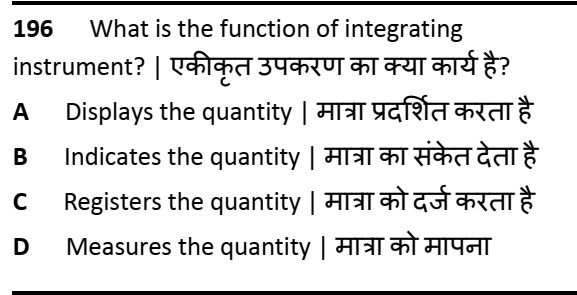 196 What is the function of integrating
instrument? | एकीकृत उपकरण का क्या कार्य है?
A Displays the quantity | मात्रा प्रदर्शित करता है
B Indicates the quantity | मात्रा का संकेत देता है
C Registers the quantity | मात्रा को दर्ज करता है
D Measures the quantity | मात्रा को मापना